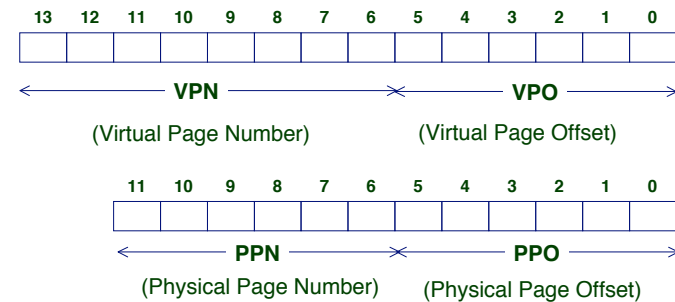 13 12 11 10 9 8 7 6 5 4 3 2 1 0
VPN VPO
(Virtual Page Number) (Virtual Page Offset)
11 10 9 8 7 6 5 4 3 2 1 0
PPN PPO
(Physical Page Number) (Physical Page Offset)